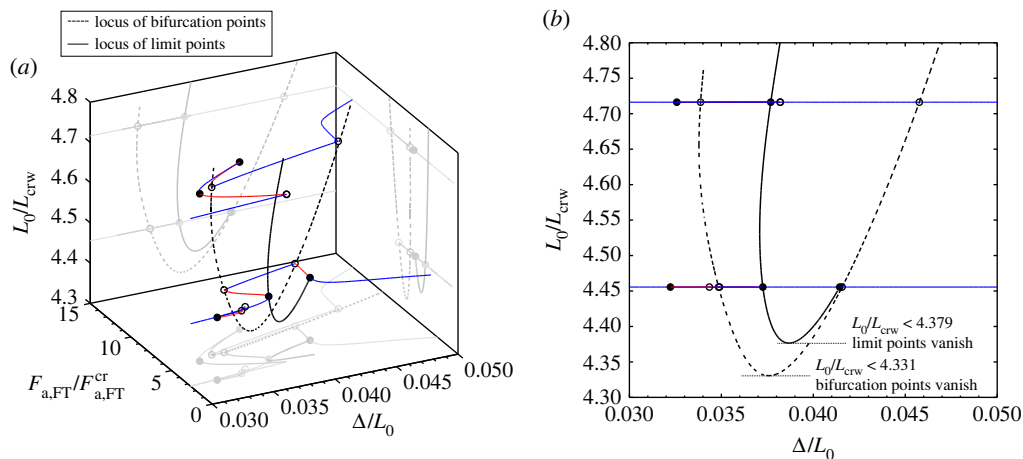 locus of bifurcation points
locus of limit points
(a)
4.8
4.7
4.6
4.5
4.4
4.3
L0/Lcrw
15
10
5
0
Fa,FT/F^cr a,FT
0.030
0.035
0.040
0.045
0.050
Δ/L0
(b)
4.80
4.75
4.70
4.65
4.60
4.55
4.50
4.45
4.40
4.35
4.30
L0/Lcrw
L0/Lcrw < 4.379
limit points vanish
L0/Lcrw < 4.331
bifurcation points vanish
0.030
0.035
0.040
0.045
0.050
Δ/L0